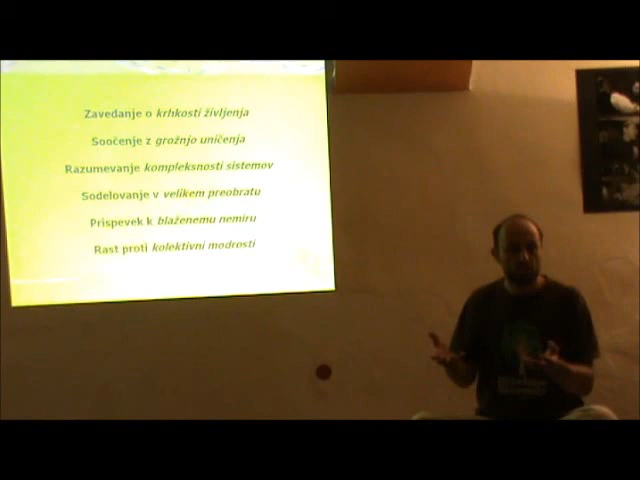 Zavedanje o krhkosti življenja
Soočenje z grožnjo uničenja
Razumevanje kompleksnosti sistemov
Sodelovanje v velikem preobratu
Prispevek k blaženemu nemiru
Rast proti kolektivni modrosti